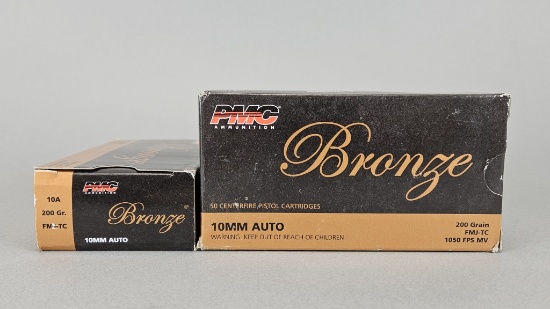 10A
200 Gr.
FMJ-TC
PMC
AMMUNITION
Bronze
10MM AUTO
PMC
AMMUNITION
Bronze
50 CENTERFIRE PISTOL CARTRIDGES
10MM AUTO
WARNING: KEEP OUT OF REACH OF CHILDREN
200 Grain
FMJ-TC
1050 FPS MV